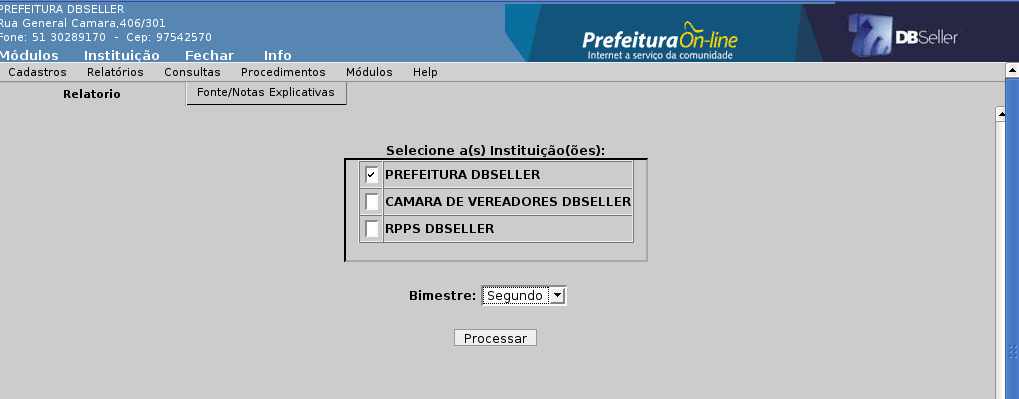 PREFEITURA DBSELLER
Rua General Camara,406/301
Fone: 51 30289170 - Cep: 97542570
Módulos Instituição Fechar Info
PrefeituraOn-line
Internet a serviço da comunidade
DBSeller
Cadastros Relatórios Consultas Procedimentos Módulos Help
Relatorio Fonte/Notas Explicativas
Selecione a(s) Instituição(ões):
PREFEITURA DBSELLER
CAMARA DE VEREADORES DBSELLER
RPPS DBSELLER
Bimestre: Segundo
Processar